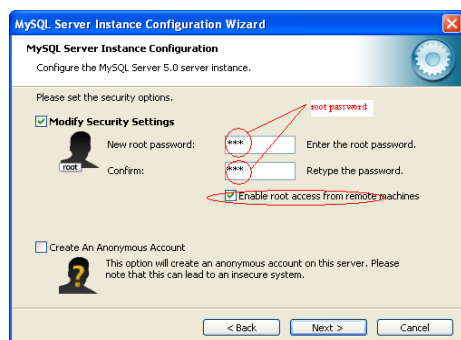 MySQL Server Instance Configuration Wizard
MySQL Server Instance Configuration
Configure the MySQL Server 5.0 server instance.
Please set the security options.
root password
Modify Security Settings
root
New root password:
***
Enter the root password.
Confirm:
***
Retype the password.
Enable root access from remote machines
Create An Anonymous Account
This option will create an anonymous account on this server. Please
note that this can lead to an insecure system.
< Back
Next >
Cancel